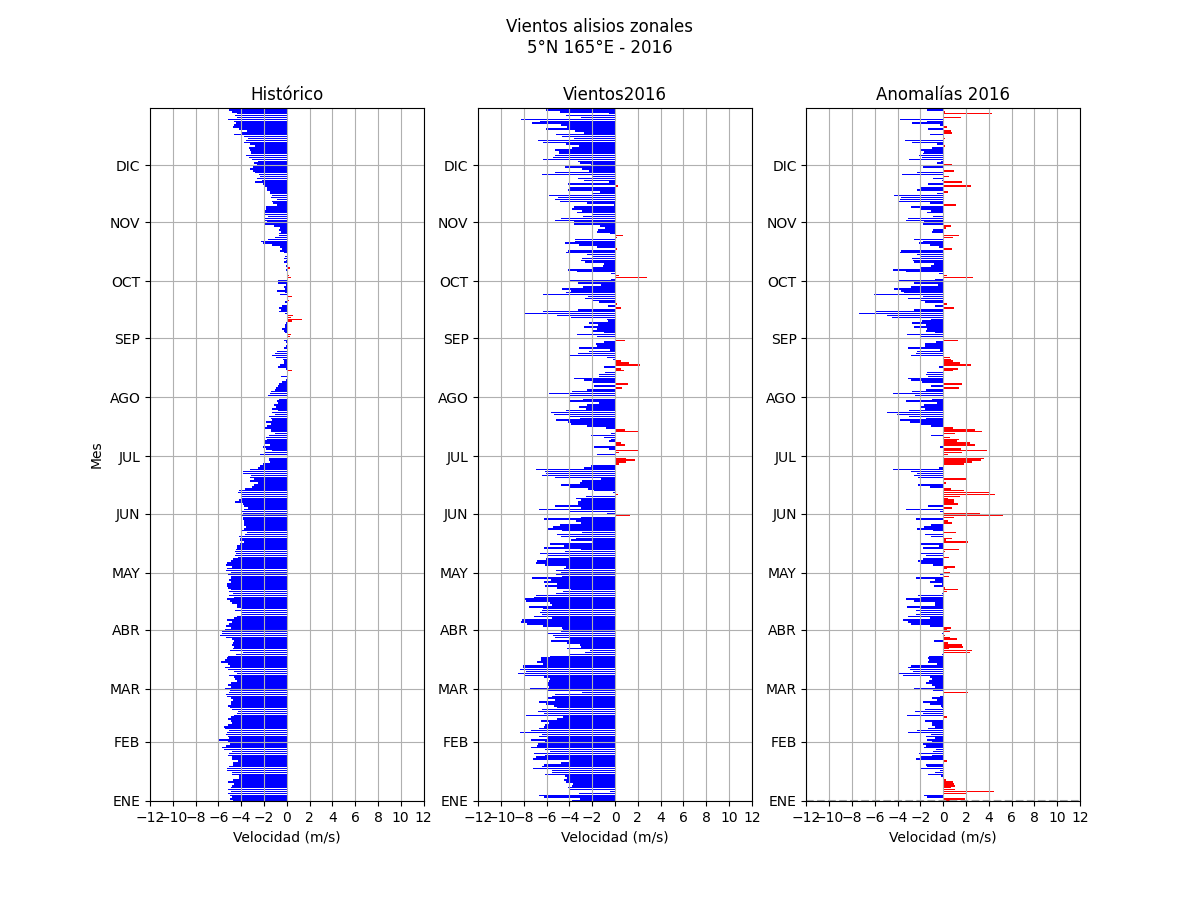 Vientos alisios zonales
5°N 165°E - 2016
Histórico
Vientos2016
Anomalías 2016
Mes
DIC
NOV
OCT
SEP
AGO
JUL
JUN
MAY
ABR
MAR
FEB
ENE
−12 −10 −8 −6 −4 −2 0 2 4 6 8 10 12
Velocidad (m/s)
DIC
NOV
OCT
SEP
AGO
JUL
JUN
MAY
ABR
MAR
FEB
ENE
−12 −10 −8 −6 −4 −2 0 2 4 6 8 10 12
Velocidad (m/s)
DIC
NOV
OCT
SEP
AGO
JUL
JUN
MAY
ABR
MAR
FEB
ENE
−12 −10 −8 −6 −4 −2 0 2 4 6 8 10 12
Velocidad (m/s)